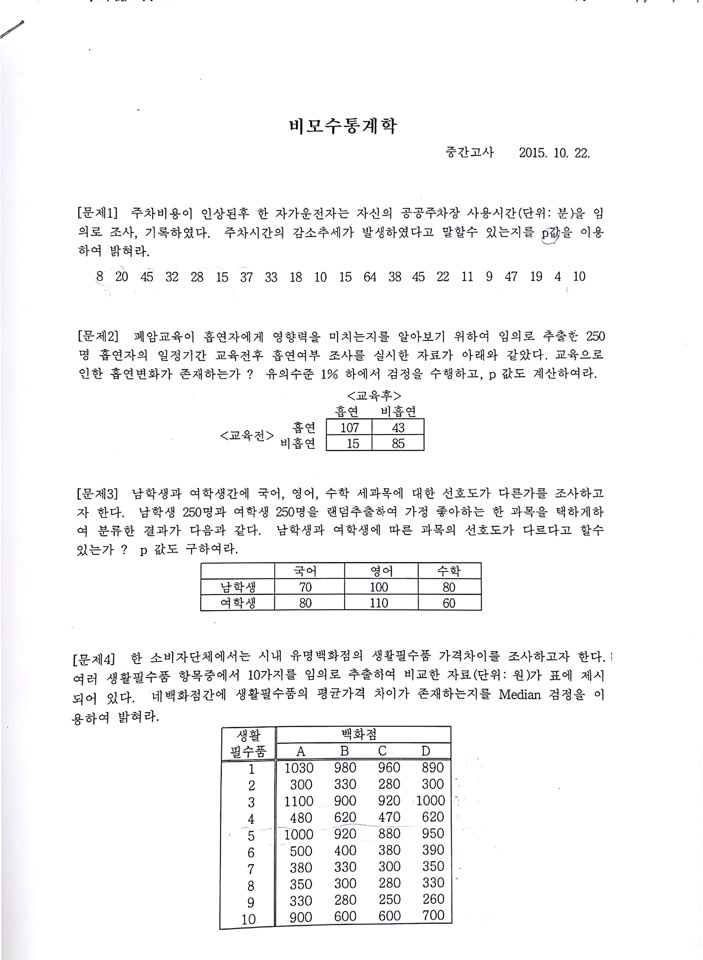 비모수통계학
중간고사 2015. 10. 22.
[문제1] 주차비용이 인상된후 한 자가운전자는 자신의 공공주차장 사용시간(단위: 분)을 임
의로 조사, 기록하였다. 주차시간의 감소추세가 발생하였다고 말할수 있는지를 p값을 이용
하여 밝혀라.
8 20 45 32 28 15 37 33 18 10 15 64 38 45 22 11 9 47 19 4 10
[문제2] 폐암교육이 흡연자에게 영향력을 미치는지를 알아보기 위하여 임의로 추출한 250
명 흡연자의 일정기간 교육전후 흡연여부 조사를 실시한 자료가 아래와 같았다. 교육으로
인한 흡연변화가 존재하는가 ? 유의수준 1% 하에서 검정을 수행하고, p 값도 계산하여라.
<교육후>
흡연 비흡연
<교육전> 흡연 107 43
비흡연 15 85
[문제3] 남학생과 여학생간에 국어, 영어, 수학 세과목에 대한 선호도가 다른가를 조사하고
자 한다. 남학생 250명과 여학생 250명을 랜덤추출하여 가정 좋아하는 한 과목을 택하게하
여 분류한 결과가 다음과 같다. 남학생과 여학생에 따른 과목의 선호도가 다르다고 할수
있는가 ? p 값도 구하여라.
국어 영어 수학
남학생 70 100 80
여학생 80 110 60
[문제4] 한 소비자단체에서는 시내 유명백화점의 생활필수품 가격차이를 조사하고자 한다.
여러 생활필수품 항목중에서 10가지를 임의로 추출하여 비교한 자료(단위: 원)가 표에 제시
되어 있다. 네백화점간에 생활필수품의 평균가격 차이가 존재하는지를 Median 검정을 이
용하여 밝혀라.
생활 백화점
필수품 A B C D
1 1030 980 960 890
2 300 330 280 300
3 1100 900 920 1000
4 480 620 470 620
5 1000 920 880 950
6 500 400 380 390
7 380 330 300 350
8 350 300 280 330
9 330 280 250 260
10 900 600 600 700